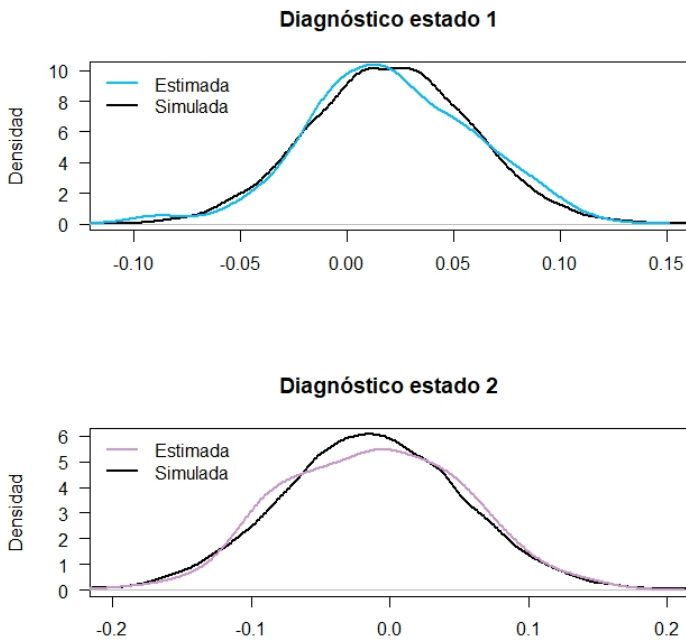 Diagnóstico estado 1
Densidad
10
8
6
4
2
0
Estimada
Simulada
-0.10 -0.05 0.00 0.05 0.10 0.15
Diagnóstico estado 2
Densidad
6
5
4
3
2
1
0
Estimada
Simulada
-0.2 -0.1 0.0 0.1 0.2